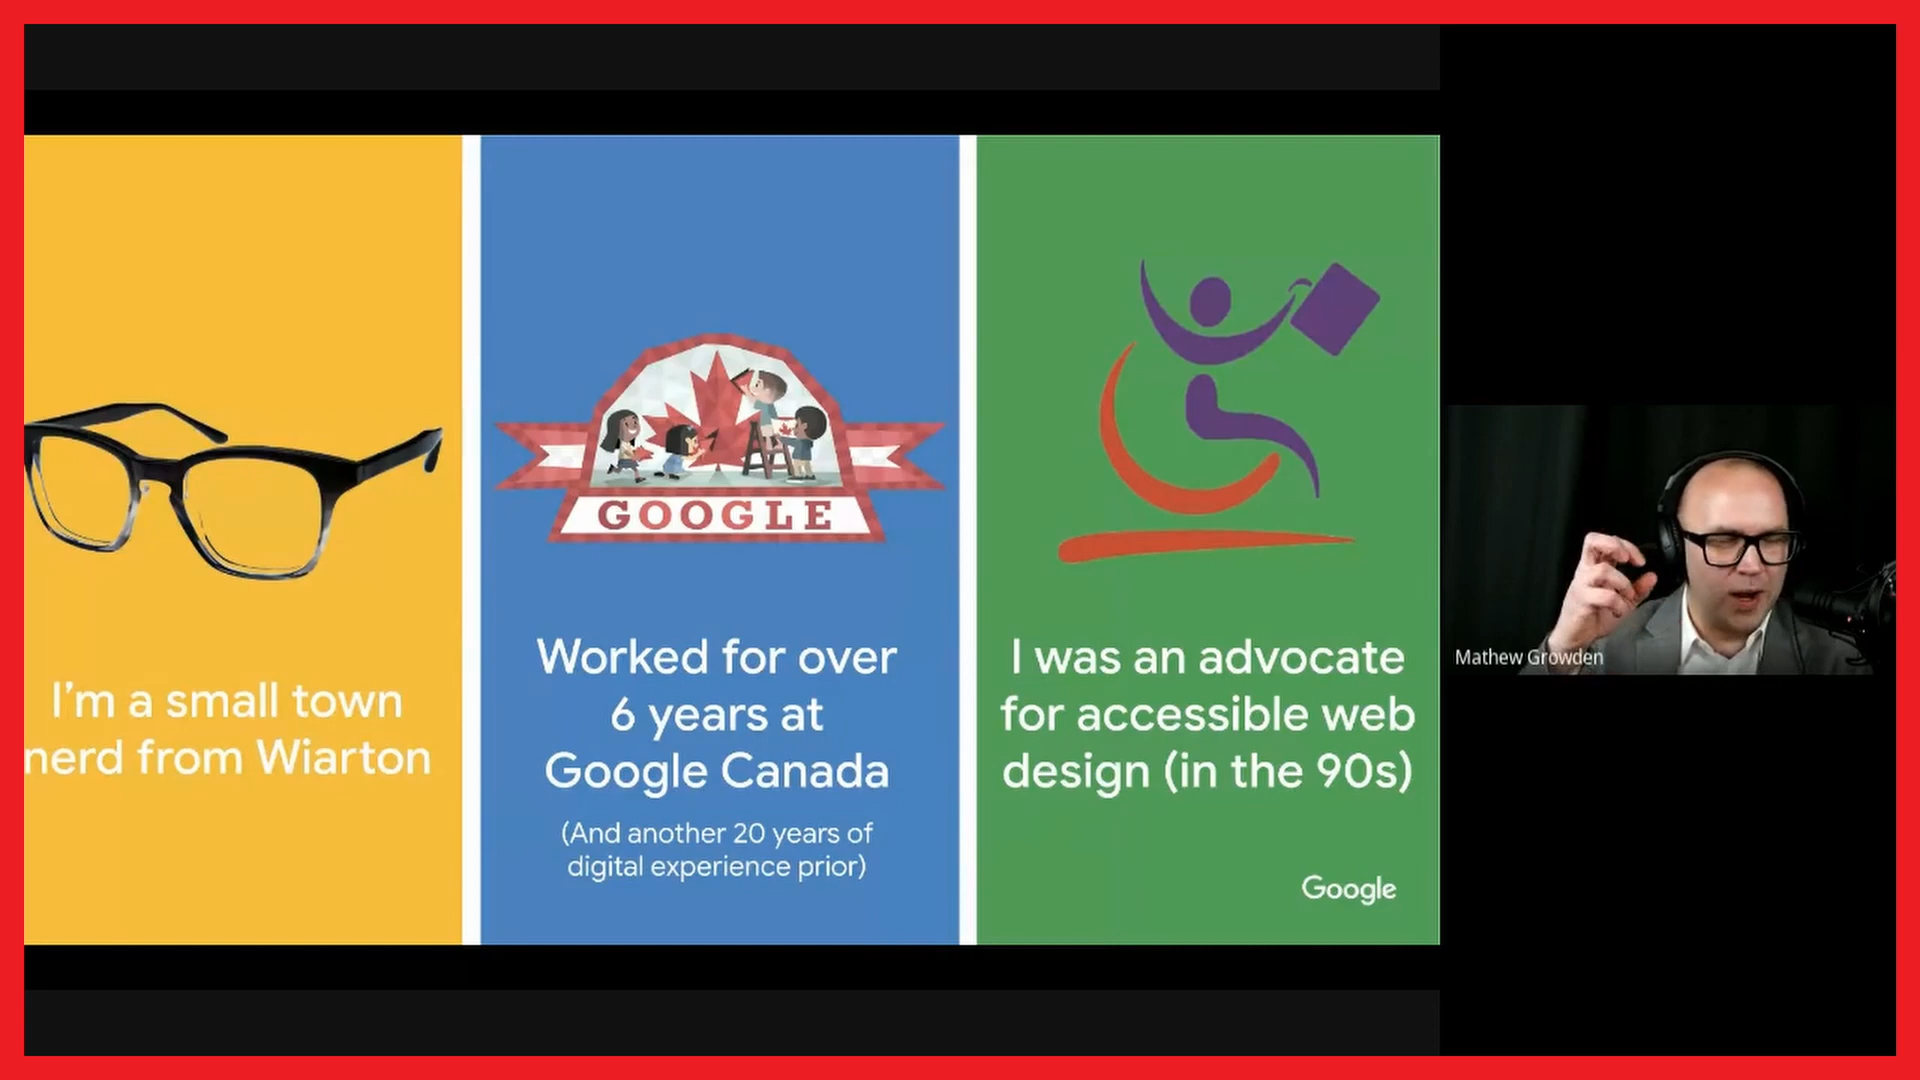 I'm a small town
nerd from Wiarton
GOOGLE
Worked for over
6 years at
Google Canada
(And another 20 years of
digital experience prior)
I was an advocate
for accessible web
design (in the 90s)
Google
Mathew Growden